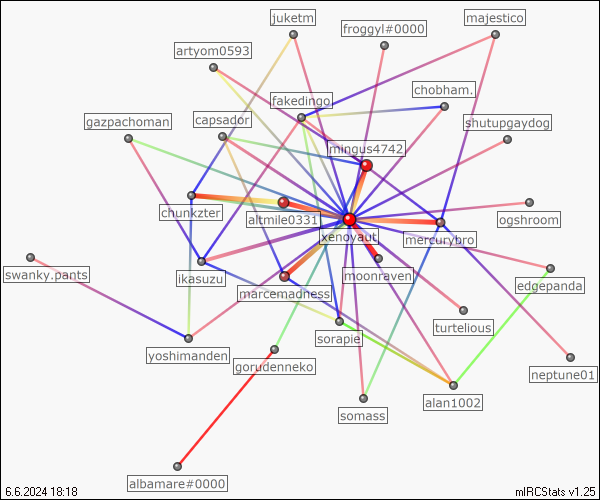 juketm
majestico
froggyl#0000
artyom0593
chobham.
fakedingo
gazpachoman
capsador
shutupgaydog
mingus4742
chunkzter
altmile0331
ogshroom
xenoyaut
mercurybro
swanky.pants
ikasuzu
moonraven
edgepanda
marcemadness
turtelious
sorapie
yoshimanden
gorudenneko
neptune01
alan1002
somass
albamare#0000
6.6.2024 18:18
mIRCStats v1.25